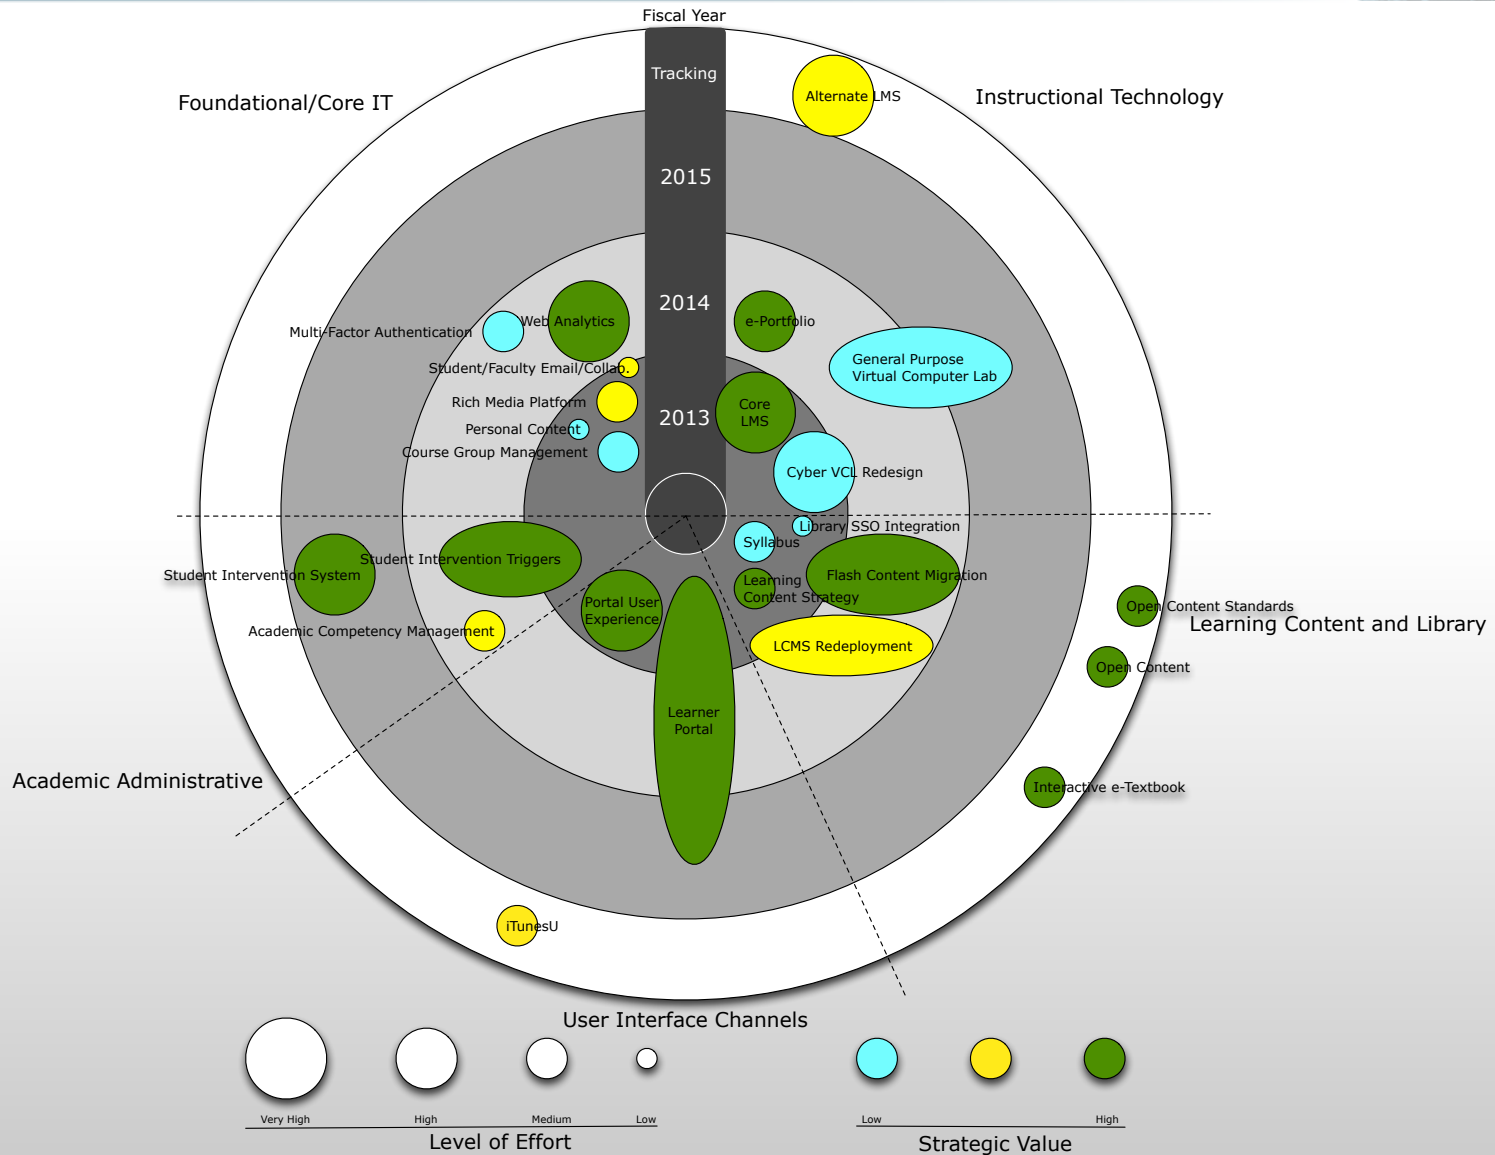 Fiscal Year
Tracking
2015
2014
2013
Foundational/Core IT
Instructional Technology
Alternate LMS
Multi-Factor Authentication
Web Analytics
e-Portfolio
General Purpose
Virtual Computer Lab
Student/Faculty Email/Collab.
Rich Media Platform
Personal Content
Course Group Management
Core
LMS
Cyber VCL Redesign
Library SSO Integration
Syllabus
Student Intervention System
Student Intervention Triggers
Academic Competency Management
Portal User
Experience
Learning
Content Strategy
Flash Content Migration
LCMS Redeployment
Open Content Standards
Learning Content and Library
Open Content
Learner
Portal
Interactive e-Textbook
Academic Administrative
iTunesU
User Interface Channels
Very High
High
Medium
Low
Level of Effort
Low
High
Strategic Value